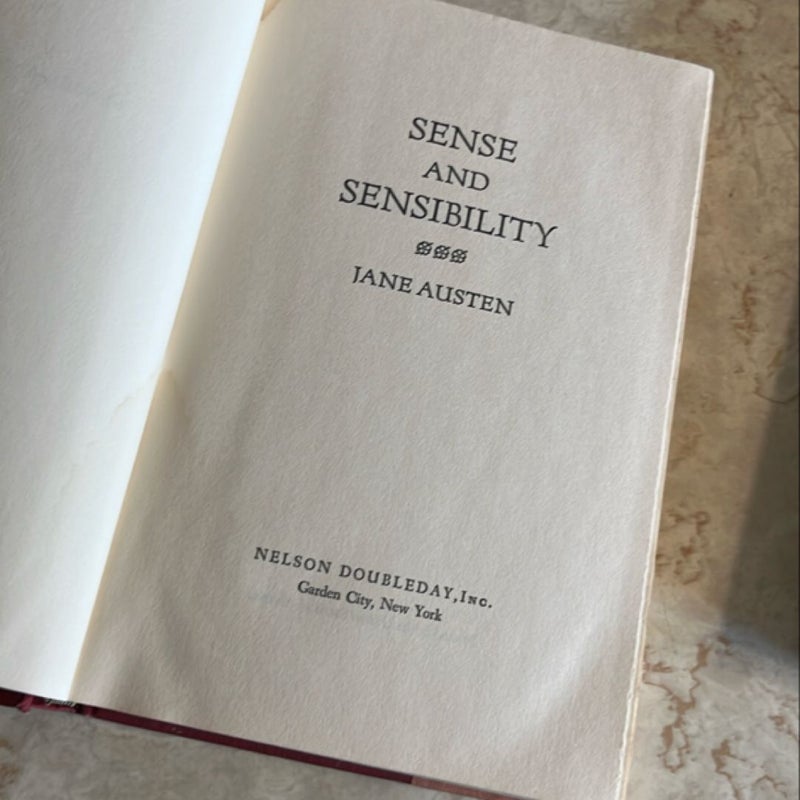 SENSE
AND
SENSIBILITY
JANE AUSTEN
NELSON DOUBLEDAY, INC.
Garden City, New York